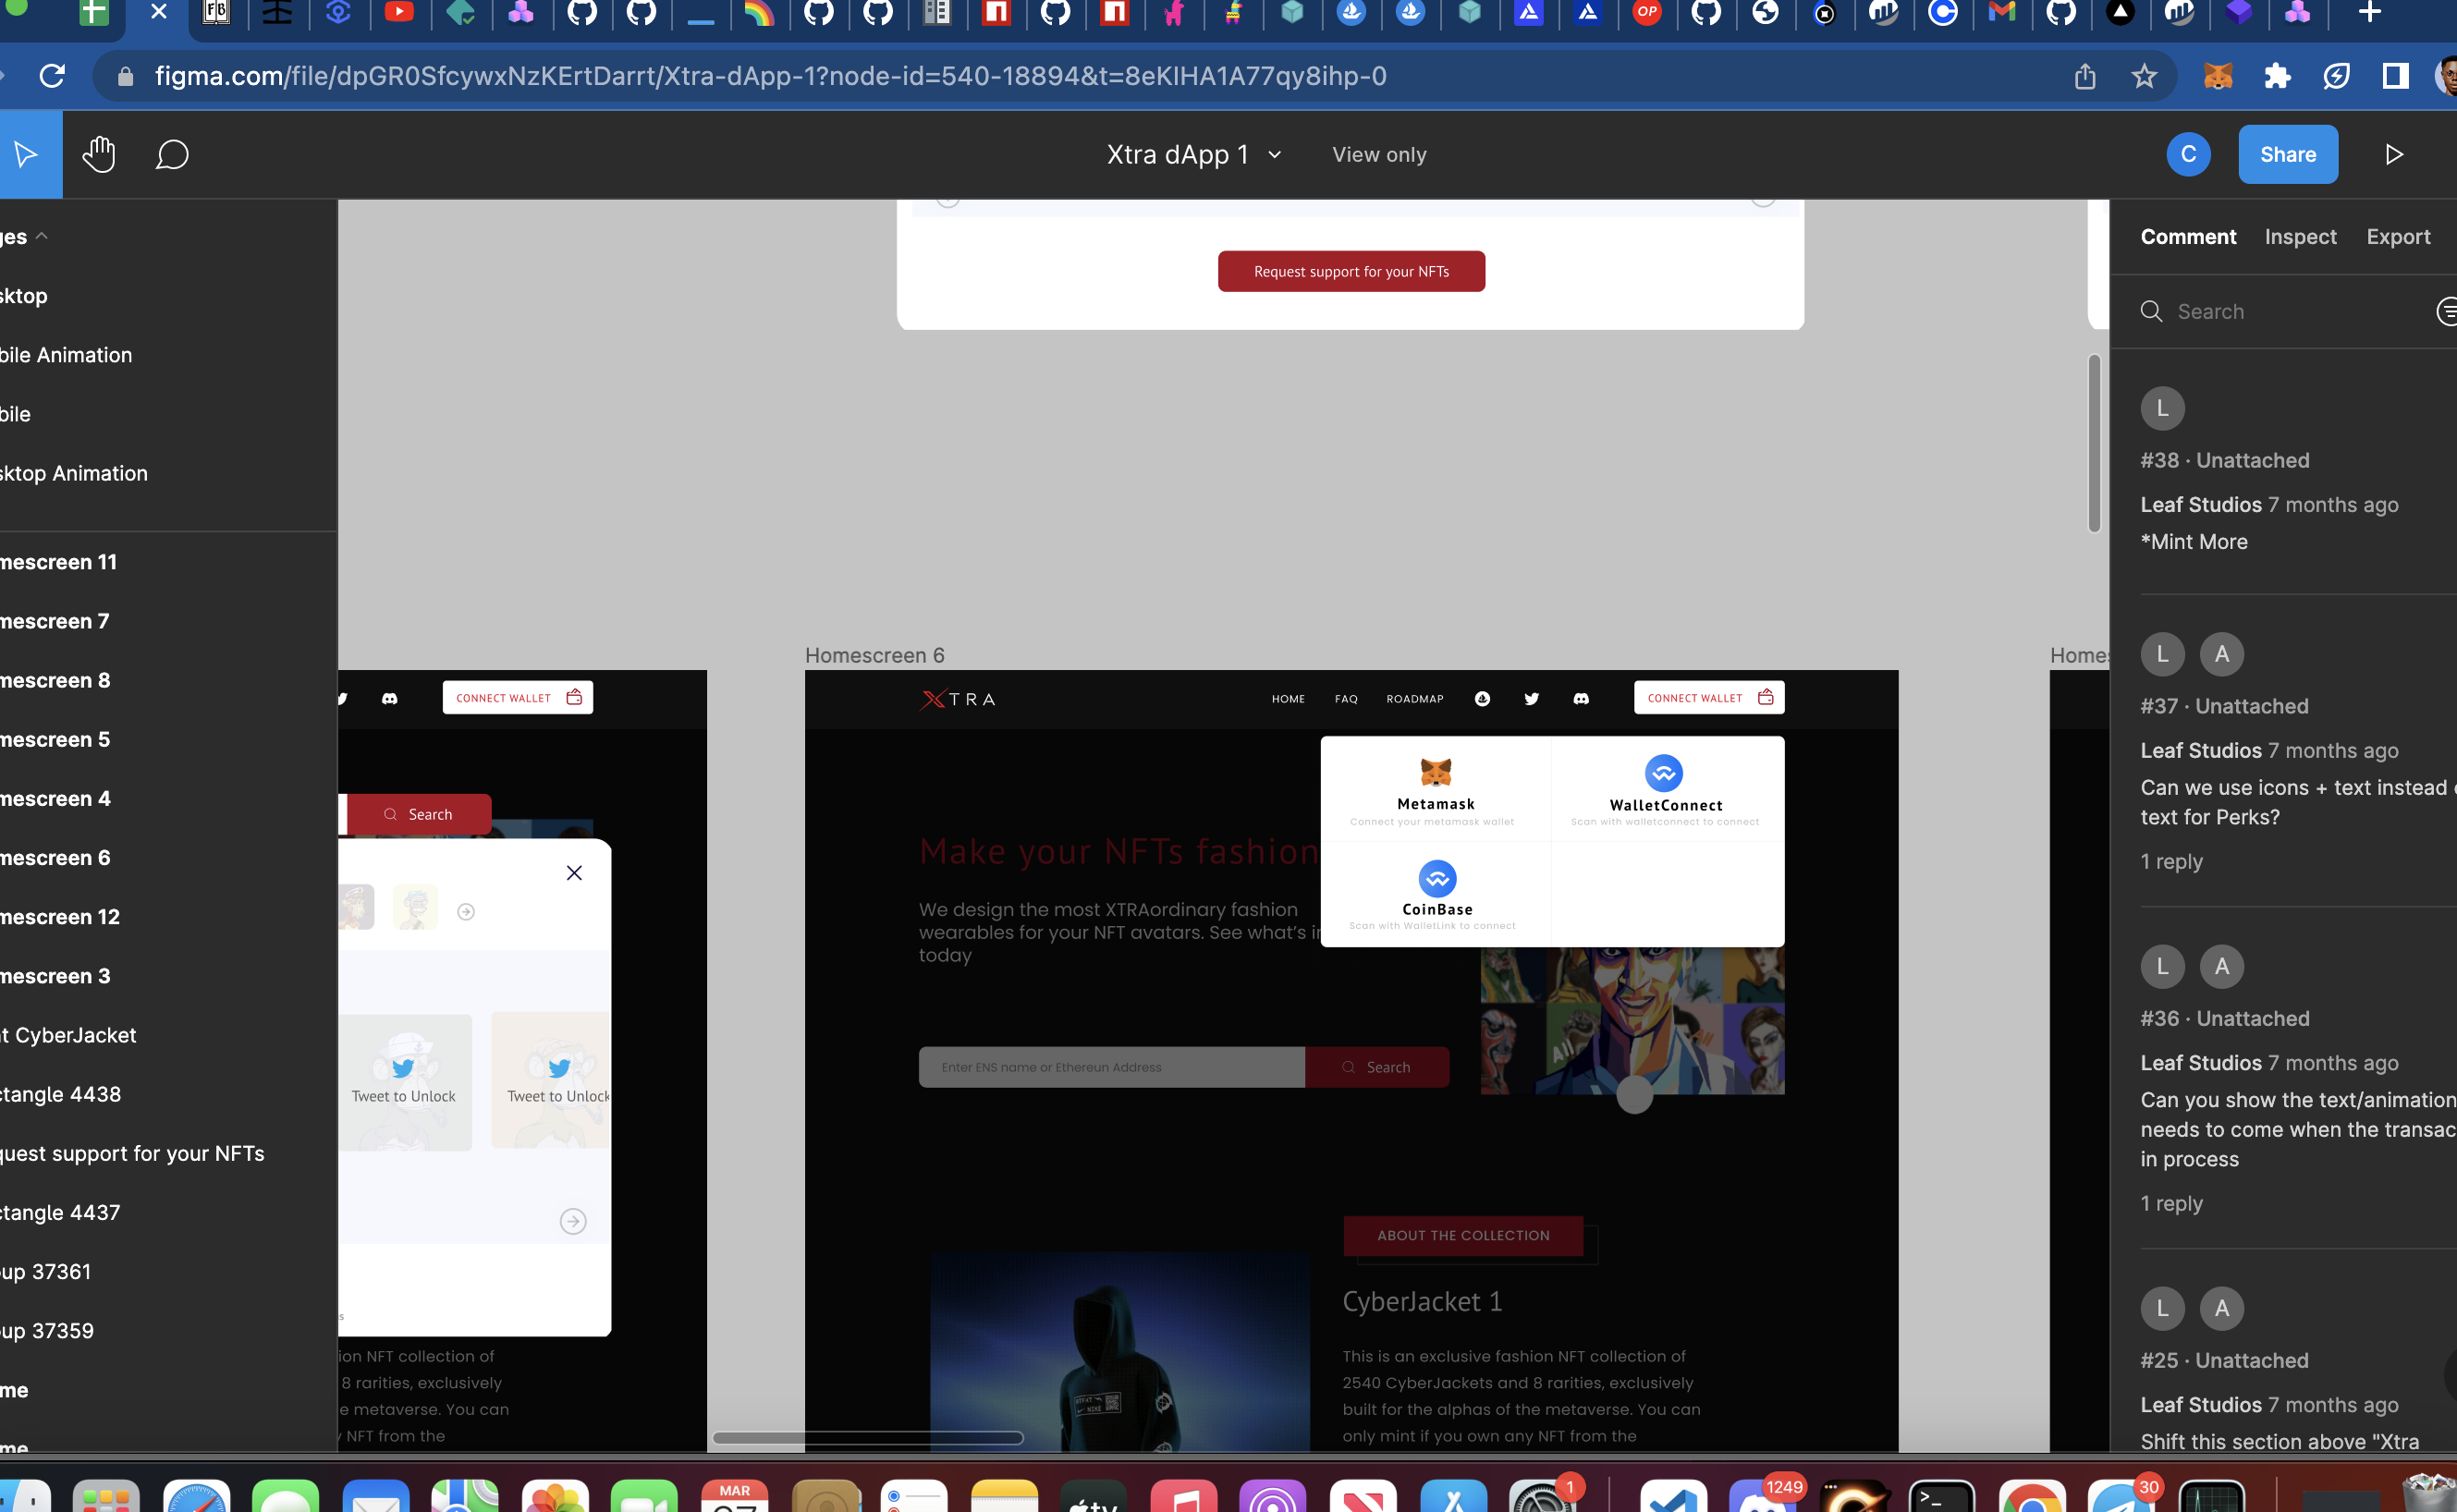 FB
OP
figma.com/file/dpGR0SfcywxNzKErtDarrt/Xtra-dApp-1?node-id=540-18894&t=8eKIHA1A77qy8ihp-0
Xtra dApp 1
View only
C
Share
ges
sktop
bile Animation
bile
sktop Animation
mescreen 11
mescreen 7
mescreen 8
mescreen 5
mescreen 4
mescreen 6
mescreen 12
mescreen 3
t CyberJacket
ctangle 4438
quest support for your NFTs
ctangle 4437
up 37361
up 37359
me
me
Request support for your NFTs
CONNECT WALLET
Search
Tweet to Unlock
Tweet to Unlock
s
ion NFT collection of
8 rarities, exclusively
e metaverse. You can
NFT from the
Homescreen 6
XTRA
HOME
FAQ
ROADMAP
CONNECT WALLET
Metamask
Connect your metamask wallet
WalletConnect
Scan with walletconnect to connect
CoinBase
Scan with WalletLink to connect
Make your NFTs fashion
We design the most XTRAordinary fashion
wearables for your NFT avatars. See what's in
today
Enter ENS name or Ethereun Address
Search
ABOUT THE COLLECTION
CyberJacket 1
This is an exclusive fashion NFT collection of
2540 CyberJackets and 8 rarities, exclusively
built for the alphas of the metaverse. You can
only mint if you own any NFT from the
Homes
Comment
Inspect
Export
Search
L
#38 · Unattached
Leaf Studios 7 months ago
*Mint More
L
A
#37 · Unattached
Leaf Studios 7 months ago
Can we use icons + text instead
text for Perks?
1 reply
L
A
#36 · Unattached
Leaf Studios 7 months ago
Can you show the text/animation
needs to come when the transac
in process
1 reply
L
A
#25 · Unattached
Leaf Studios 7 months ago
Shift this section above "Xtra
MAR
tv
1
1249
30